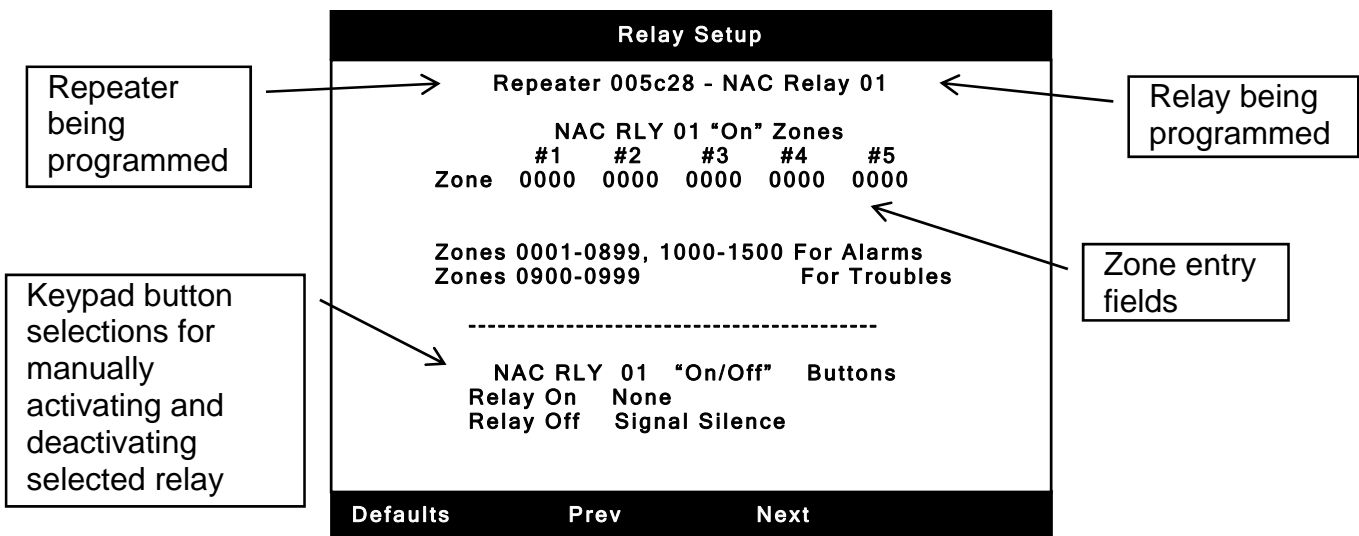 Relay Setup
Repeater
being
programmed
Repeater 005c28 - NAC Relay 01
Relay being
programmed
NAC RLY 01 “On” Zones
#1 #2 #3 #4 #5
Zone 0000 0000 0000 0000 0000
Zones 0001-0899, 1000-1500 For Alarms
Zones 0900-0999 For Troubles
Zone entry
fields
Keypad button
selections for
manually
activating and
deactivating
selected relay
-----------------------------------------
NAC RLY 01 “On/Off” Buttons
Relay On None
Relay Off Signal Silence
Defaults Prev Next